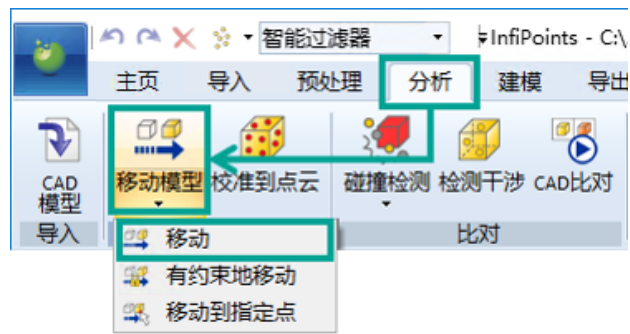 智能过滤器 InfiPoints - C:\
主页 导入 预处理 分析 建模 导出
CAD
模型
移动模型 校准到点云 碰撞检测 检测干涉 CAD比对
导入 比对
移动
有约束地移动
移动到指定点